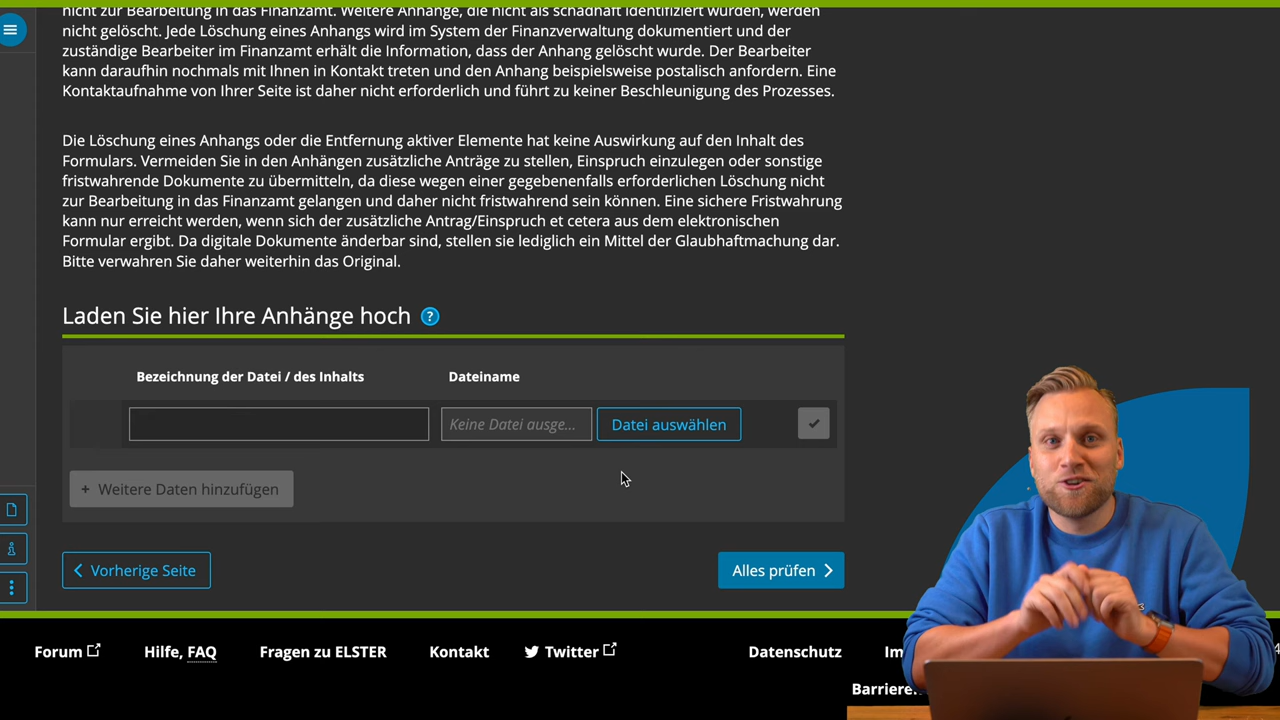 nicht zur Bearbeitung in das Finanzamt. Weitere Anhänge, die nicht als schadhaft identifiziert wurden, werden
nicht gelöscht. Jede Löschung eines Anhangs wird im System der Finanzverwaltung dokumentiert und der
zuständige Bearbeiter im Finanzamt erhält die Information, dass der Anhang gelöscht wurde. Der Bearbeiter
kann daraufhin nochmals mit Ihnen in Kontakt treten und den Anhang beispielsweise postalisch anfordern. Eine
Kontaktaufnahme von Ihrer Seite ist daher nicht erforderlich und führt zu keiner Beschleunigung des Prozesses.
Die Löschung eines Anhangs oder die Entfernung aktiver Elemente hat keine Auswirkung auf den Inhalt des
Formulars. Vermeiden Sie in den Anhängen zusätzliche Anträge zu stellen, Einspruch einzulegen oder sonstige
fristwahrende Dokumente zu übermitteln, da diese wegen einer gegebenenfalls erforderlichen Löschung nicht
zur Bearbeitung in das Finanzamt gelangen und daher nicht fristwahrend sein können. Eine sichere Fristwahrung
kann nur erreicht werden, wenn sich der zusätzliche Antrag/Einspruch et cetera aus dem elektronischen
Formular ergibt. Da digitale Dokumente änderbar sind, stellen sie lediglich ein Mittel der Glaubhaftmachung dar.
Bitte verwahren Sie daher weiterhin das Original.
Laden Sie hier Ihre Anhänge hoch ?
Bezeichnung der Datei / des Inhalts Dateiname
Keine Datei ausge... Datei auswählen
+ Weitere Daten hinzufügen
Vorherige Seite Alles prüfen
Forum Hilfe, FAQ Fragen zu ELSTER Kontakt Twitter Datenschutz Im
Barriere